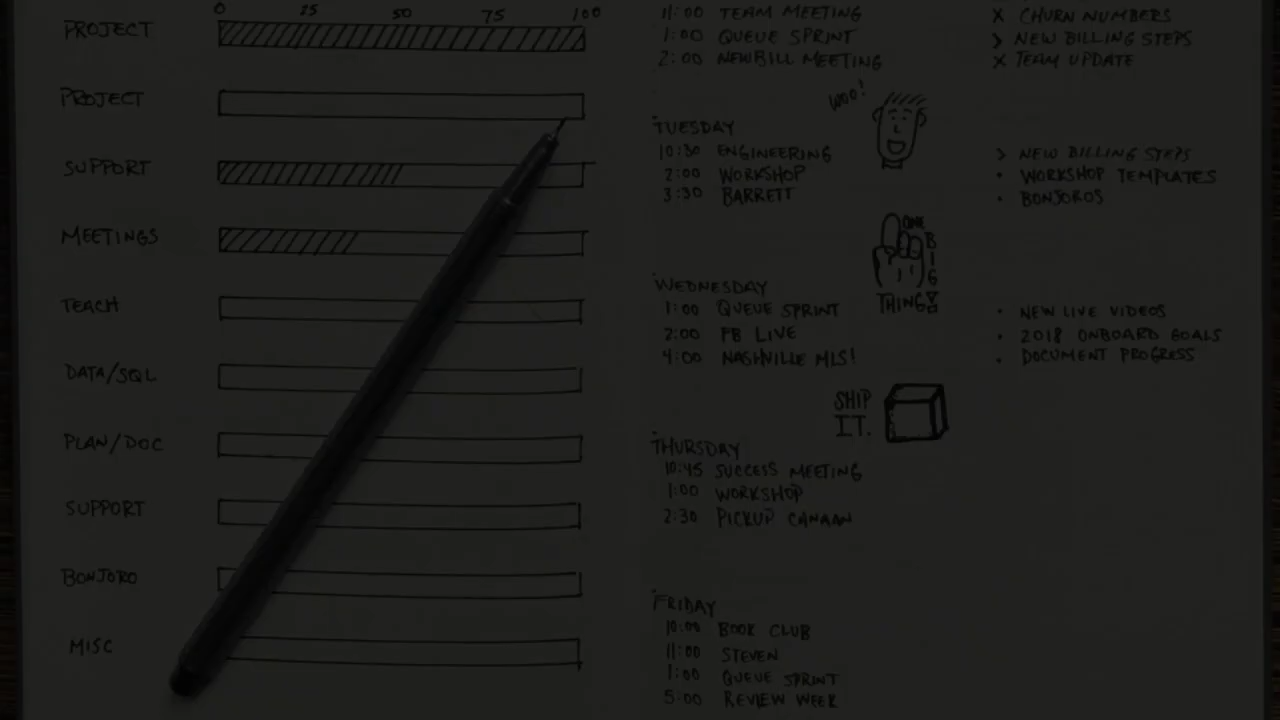 0 25 50 75 100
PROJECT
PROJECT
SUPPORT
MEETINGS
TEACH
DATA/SQL
PLAN/DOC
SUPPORT
BONJORO
MISC
11:00 TEAM MEETING
1:00 QUEUE SPRINT
2:00 NEWBILL MEETING
X CHURN NUMBERS
> NEW BILLING STEPS
X TEAM UPDATE
WOO!
TUESDAY
10:30 ENGINEERING
2:00 WORKSHOP
3:30 BARRETT
> NEW BILLING STEPS
• WORKSHOP TEMPLATES
• BONJOROS
ONE
BIG
THING!
WEDNESDAY
1:00 QUEUE SPRINT
2:00 FB LIVE
4:00 NASHVILLE MLS!
• NEW LIVE VIDEOS
• 2018 ONBOARD GOALS
• DOCUMENT PROGRESS
SHIP
IT.
THURSDAY
10:45 SUCCESS MEETING
1:00 WORKSHOP
2:30 PICKUP CANAAN
FRIDAY
10:00 BOOK CLUB
11:00 STEVEN
1:00 QUEUE SPRINT
5:00 REVIEW WEEK